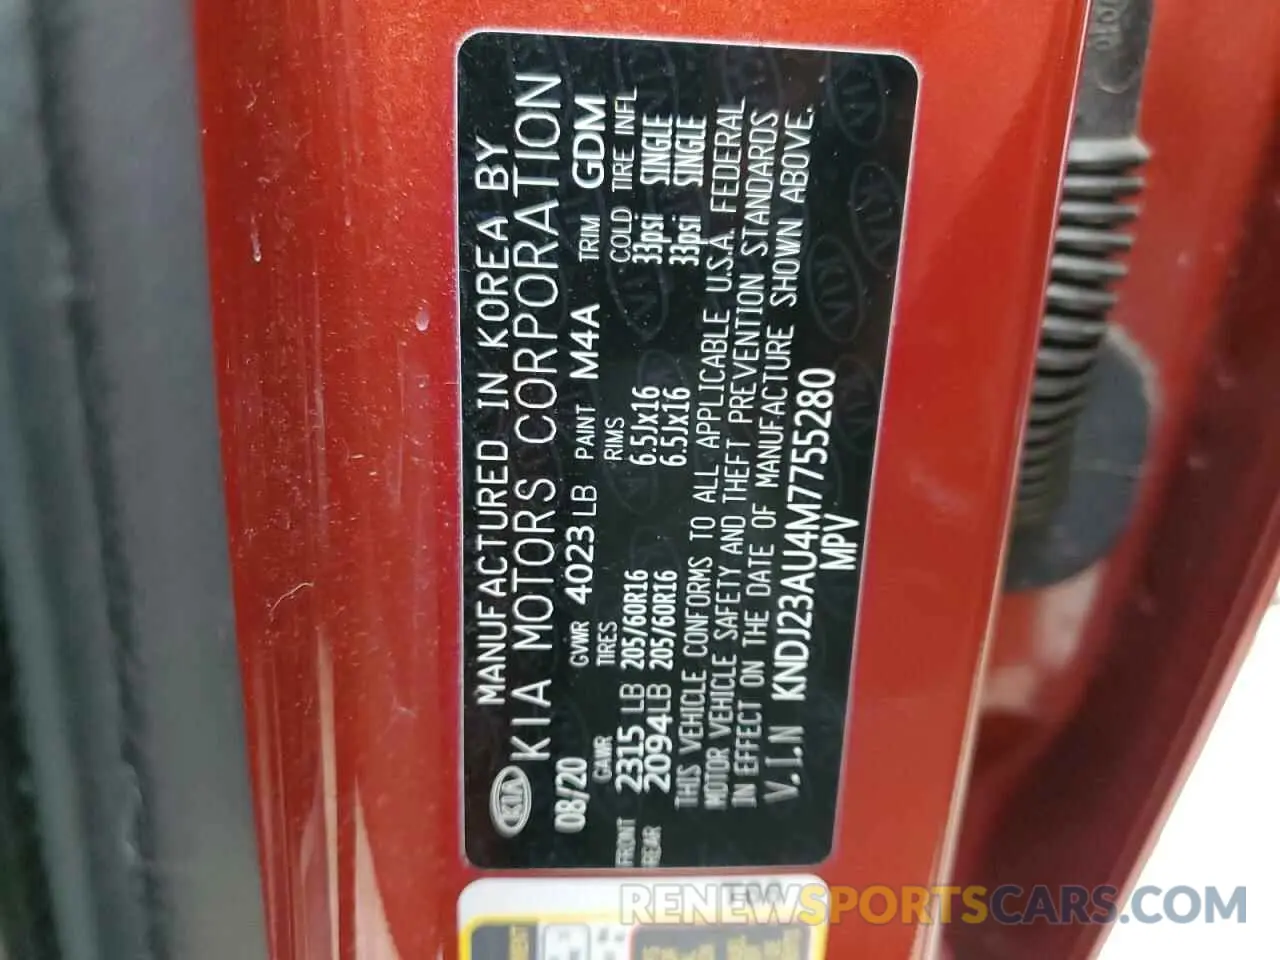 MANUFACTURED IN KOREA BY
KIA KIA MOTORS CORPORATION
08/20 GVWR 4023 LB PAINT M4A TRIM GDM
GAWR TIRES RIMS COLD TIRE INFL
FRONT 2315 LB 205/60R16 6.5Jx16 33psi SINGLE
REAR 2094LB 205/60R16 6.5Jx16 33psi SINGLE
THIS VEHICLE CONFORMS TO ALL APPLICABLE U.S.A. FEDERAL
MOTOR VEHICLE SAFETY AND THEFT PREVENTION STANDARDS
IN EFFECT ON THE DATE OF MANUFACTURE SHOWN ABOVE.
V.I.N KNDJ23AU4M7755280
MPV
RENEWSPORTSCARS.COM